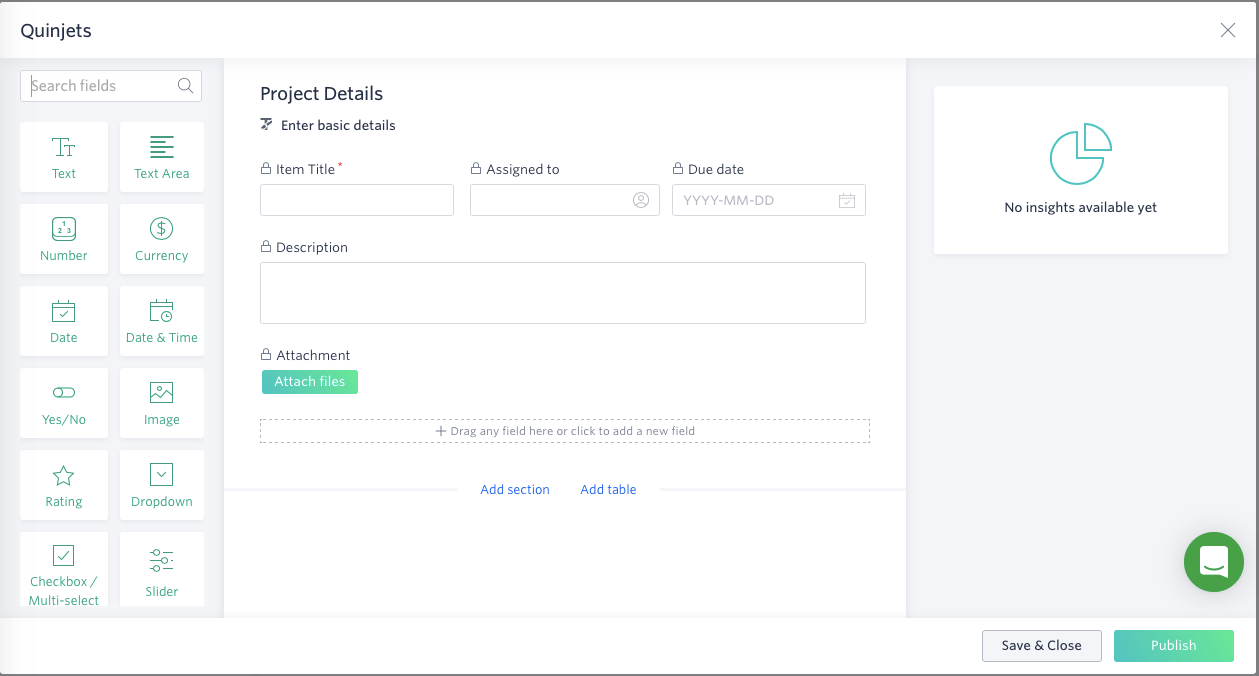 Quinjets
Search fields
Text
Text Area
1
2 3
Number
$
Currency
Date
Date & Time
Yes/No
Image
Rating
Dropdown
Checkbox /
Multi-select
Slider
Project Details
Enter basic details
Item Title *
Assigned to
Due date
YYYY-MM-DD
Description
Attachment
Attach files
+ Drag any field here or click to add a new field
Add section
Add table
No insights available yet
Save & Close
Publish